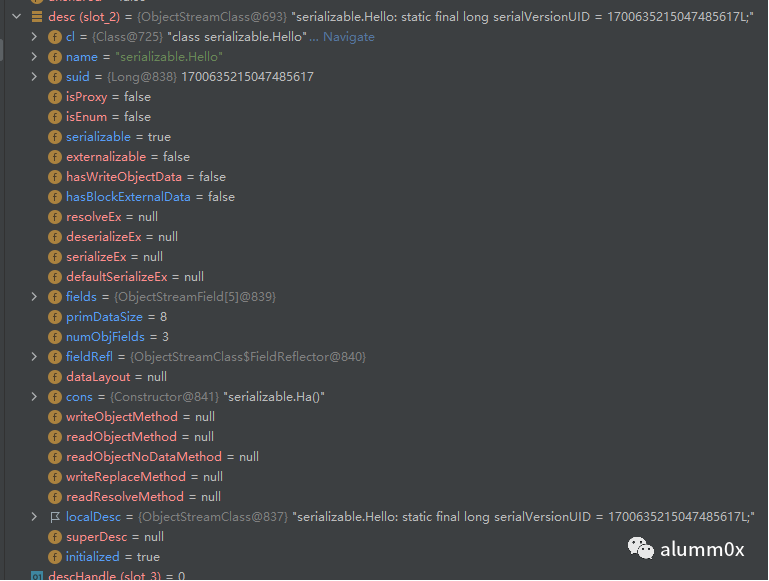 desc (slot_2) = {ObjectStreamClass@693} "serializable.Hello: static final long serialVersionUID = 1700635215047485617L;"
cl = {Class@725} "class serializable.Hello"... Navigate
name = "serializable.Hello"
suid = {Long@838} 1700635215047485617
isProxy = false
isEnum = false
serializable = true
externalizable = false
hasWriteObjectData = false
hasBlockExternalData = false
resolveEx = null
deserializeEx = null
serializeEx = null
defaultSerializeEx = null
fields = {ObjectStreamField[5]@839}
primDataSize = 8
numObjFields = 3
fieldRefl = {ObjectStreamClass$FieldReflector@840}
dataLayout = null
cons = {Constructor@841} "serializable.Ha()"
writeObjectMethod = null
readObjectMethod = null
readObjectNoDataMethod = null
writeReplaceMethod = null
readResolveMethod = null
localDesc = {ObjectStreamClass@837} "serializable.Hello: static final long serialVersionUID = 1700635215047485617L;"
superDesc = null
alumm0x
initialized = true
descHandle (slot_3) = 0